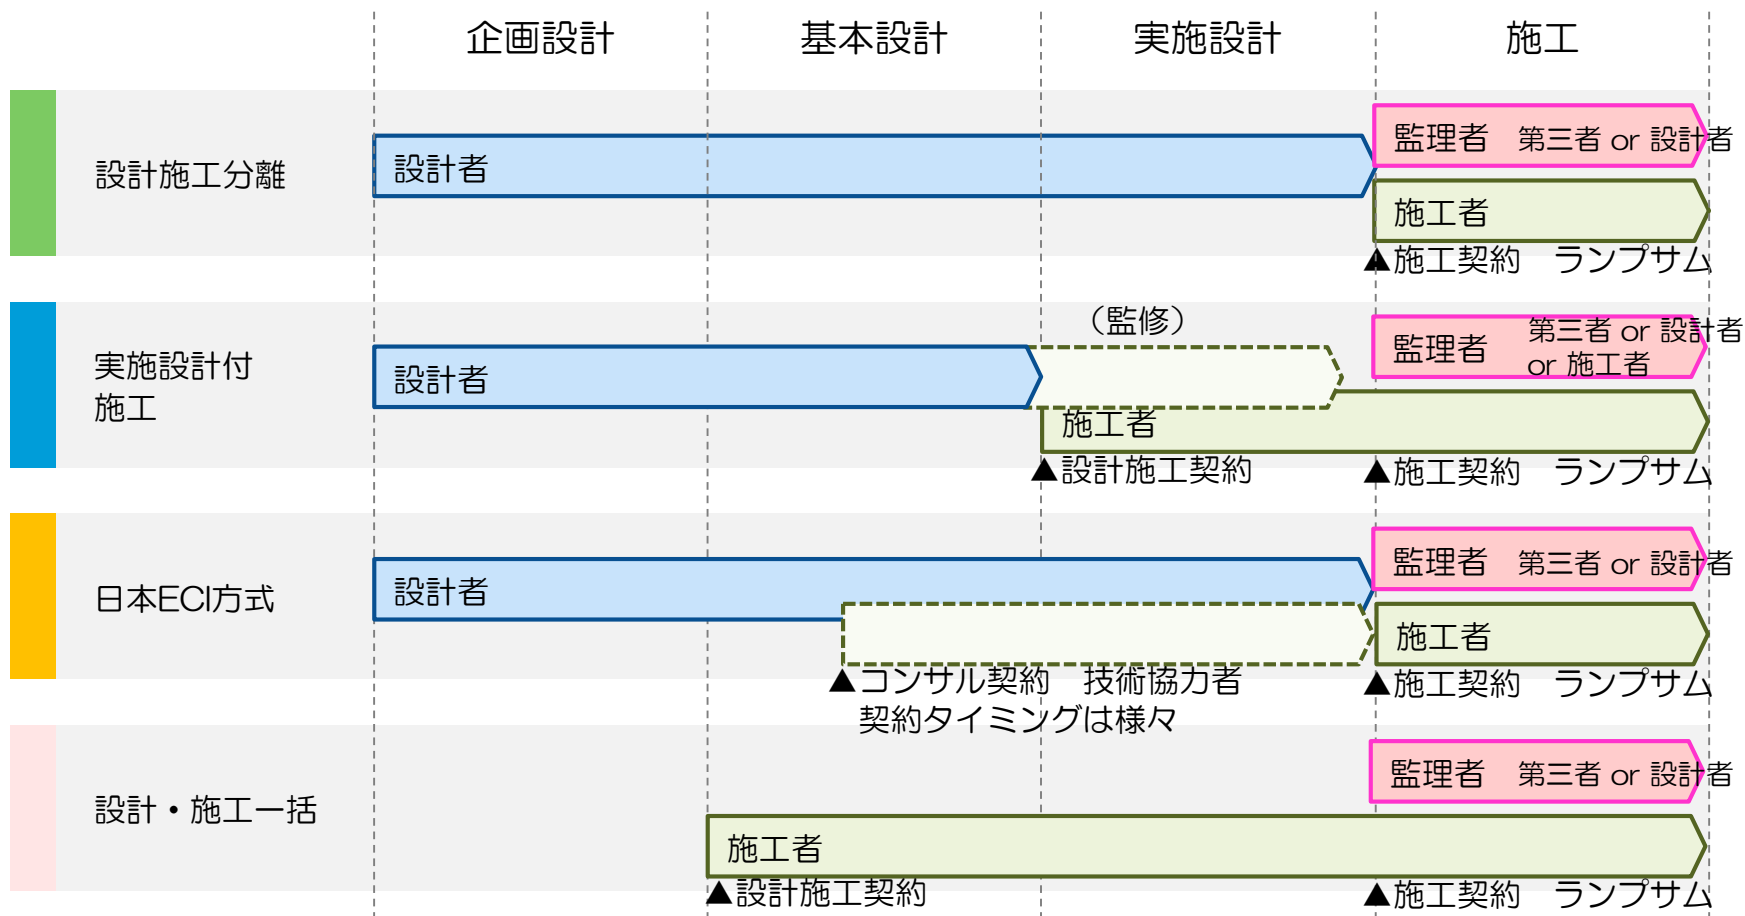 企画設計
基本設計
実施設計
施工
設計施工分離
設計者
監理者　第三者 or 設計者
施工者
▲施工契約　ランプサム
実施設計付
施工
設計者
（監修）
監理者
第三者 or 設計者
or 施工者
施工者
▲設計施工契約
▲施工契約　ランプサム
日本ECI方式
設計者
監理者　第三者 or 設計者
施工者
▲コンサル契約　技術協力者
契約タイミングは様々
▲施工契約　ランプサム
設計・施工一括
監理者　第三者 or 設計者
施工者
▲設計施工契約
▲施工契約　ランプサム